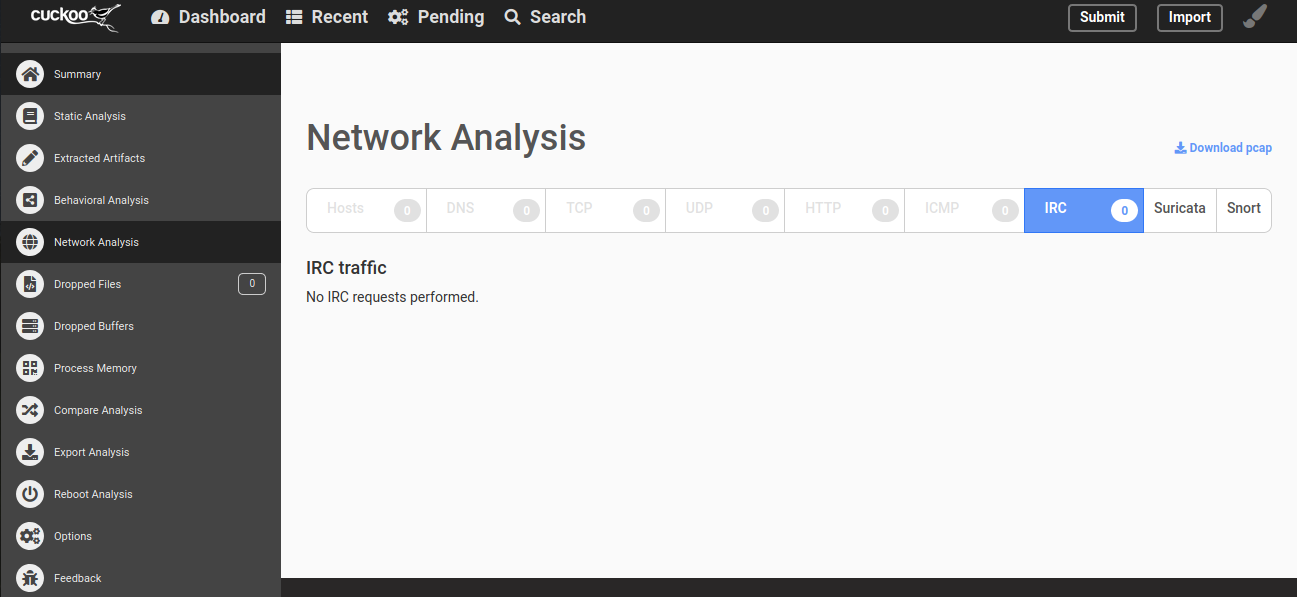 cuckoo Dashboard Recent Pending Search Submit Import
Summary
Static Analysis
Extracted Artifacts
Behavioral Analysis
Network Analysis
Dropped Files 0
Dropped Buffers
Process Memory
Compare Analysis
Export Analysis
Reboot Analysis
Options
Feedback
Network Analysis
Download pcap
Hosts 0 DNS 0 TCP 0 UDP 0 HTTP 0 ICMP 0 IRC 0 Suricata Snort
IRC traffic
No IRC requests performed.